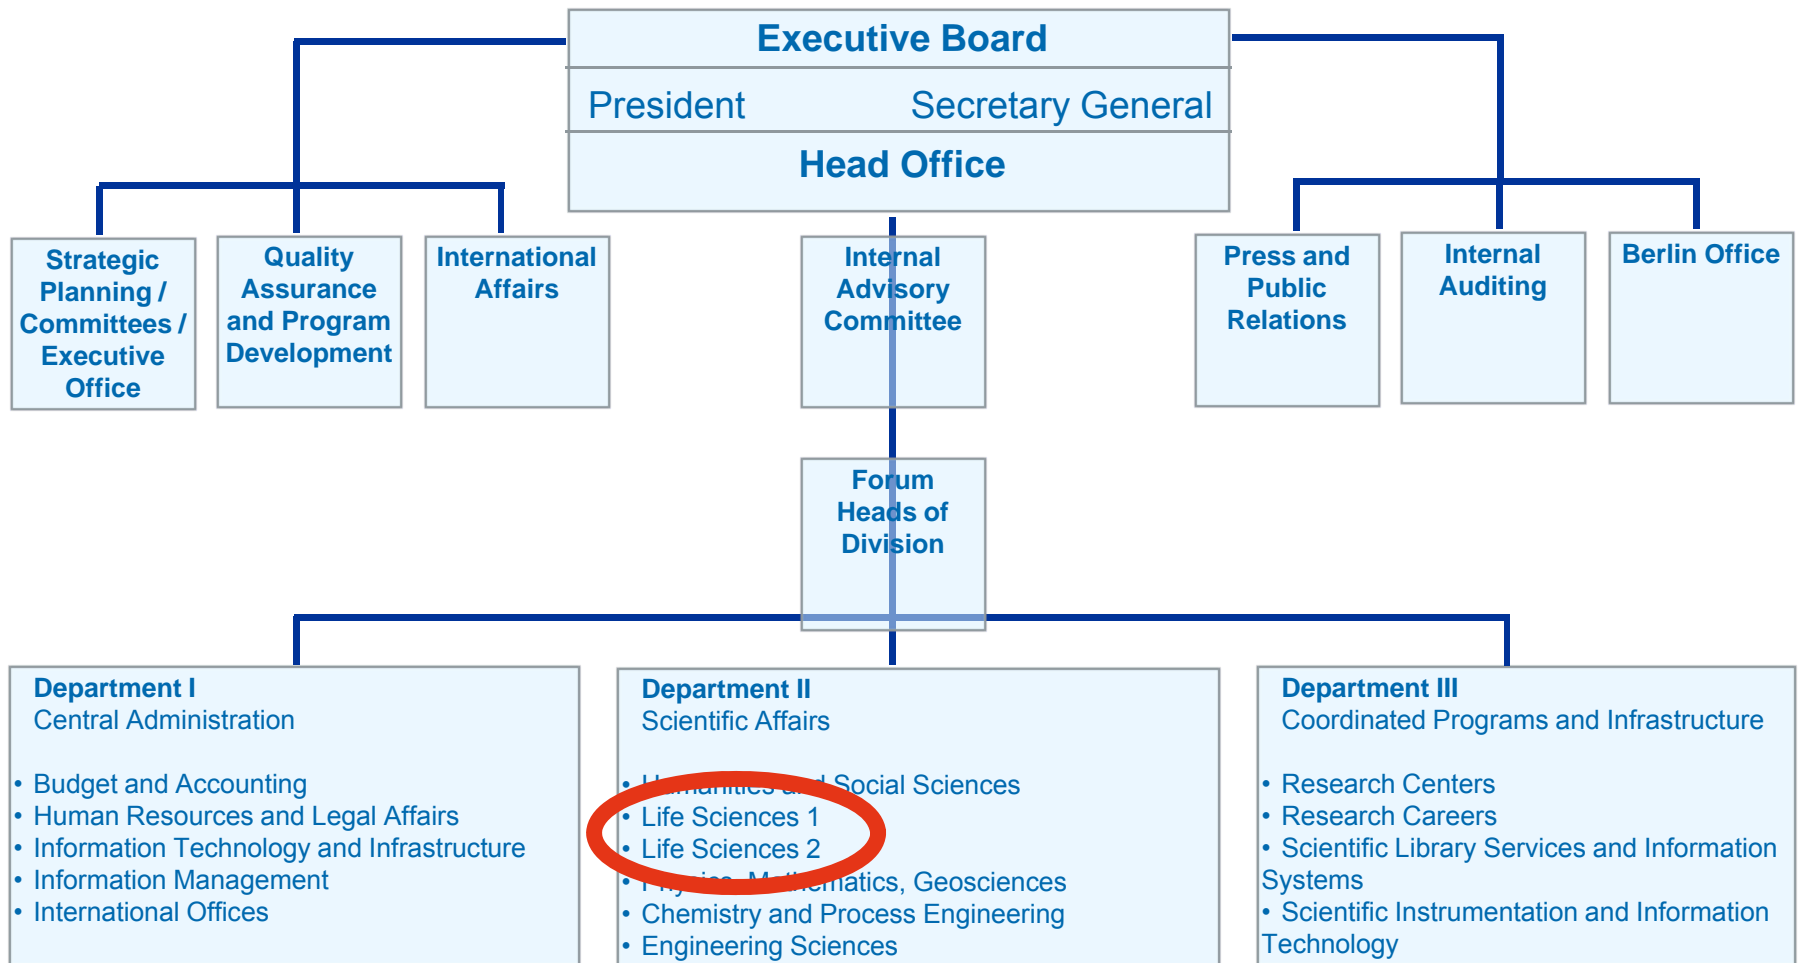 Executive Board
President Secretary General
Head Office
Strategic
Planning /
Committees /
Executive
Office
Quality
Assurance
and Program
Development
International
Affairs
Internal
Advisory
Committee
Press and
Public
Relations
Internal
Auditing
Berlin Office
Forum
Heads of
Division
Department I
Central Administration
• Budget and Accounting
• Human Resources and Legal Affairs
• Information Technology and Infrastructure
• Information Management
• International Offices
Department II
Scientific Affairs
• Humanities and Social Sciences
• Life Sciences 1
• Life Sciences 2
• Physics, Mathematics, Geosciences
• Chemistry and Process Engineering
• Engineering Sciences
Department III
Coordinated Programs and Infrastructure
• Research Centers
• Research Careers
• Scientific Library Services and Information
Systems
• Scientific Instrumentation and Information
Technology